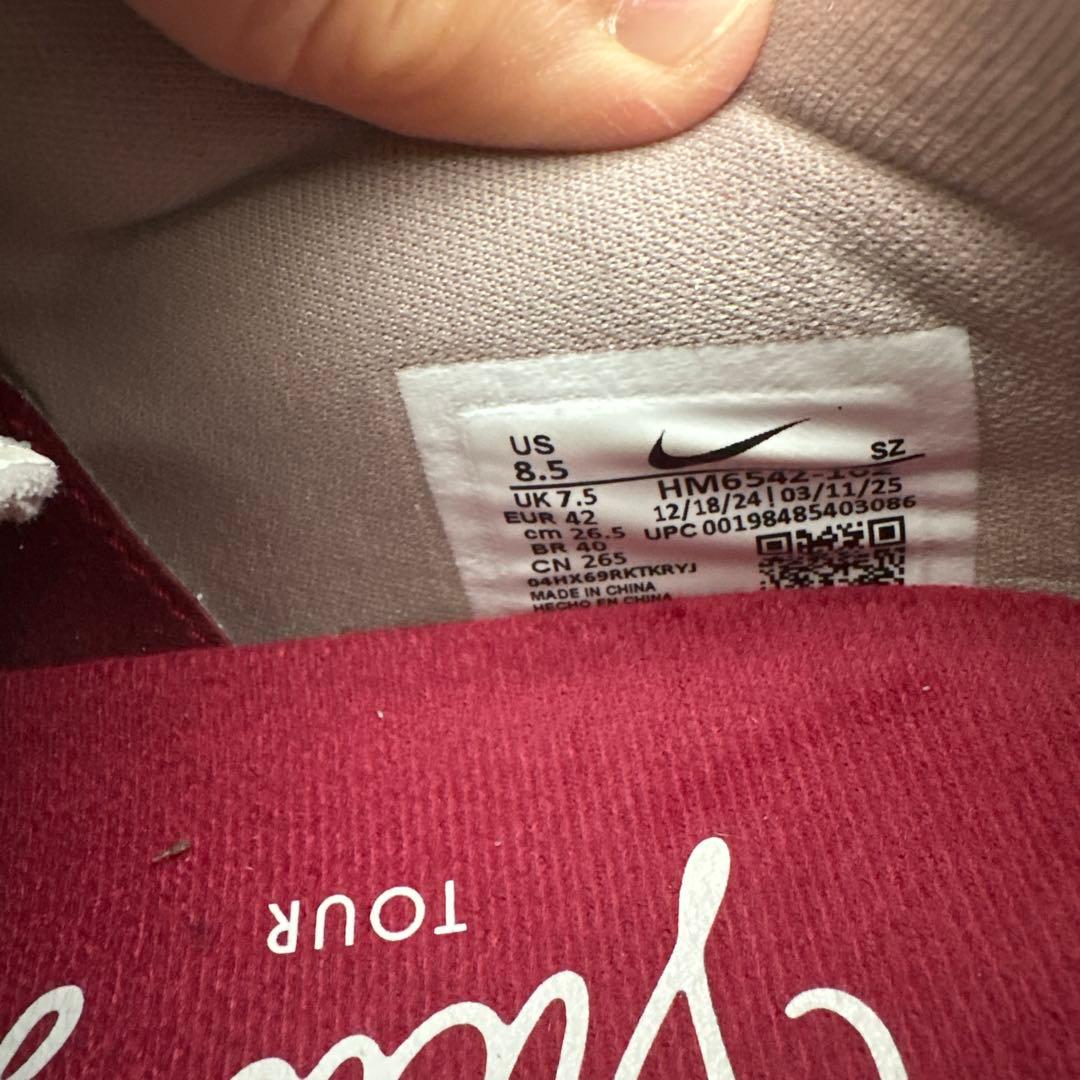 US
8.5
SZ
UK 7.5
HM6542-102
EUR 42
12/18/24 | 03/11/25
cm 26.5
UPC 00198485403086
BR 40
CN 265
04HX69RKTKRYJ
MADE IN CHINA
HECHO EN CHINA
TOUR